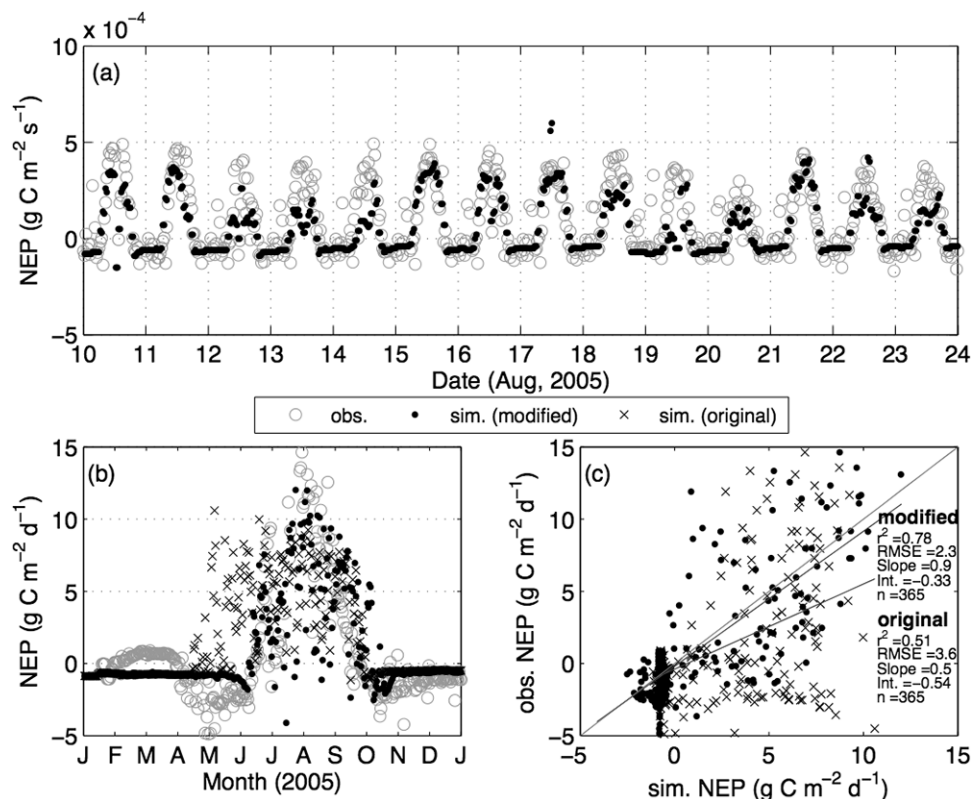 x 10⁻⁴
10
(a)
NEP (g C m⁻² s⁻¹)
5
0
−5
10 11 12 13 14 15 16 17 18 19 20 21 22 23 24
Date (Aug, 2005)
obs. sim. (modified) sim. (original)
15
(b)
10
NEP (g C m⁻² d⁻¹)
5
0
−5
J F M A M J J A S O N D J
Month (2005)
15
(c)
10
obs. NEP (g C m⁻² d⁻¹)
5
0
−5
modified
r² =0.78
RMSE =2.3
Slope =0.9
Int. =−0.33
n =365
original
r² =0.51
RMSE =3.6
Slope =0.5
Int. =−0.54
n =365
−5 0 5 10 15
sim. NEP (g C m⁻² d⁻¹)